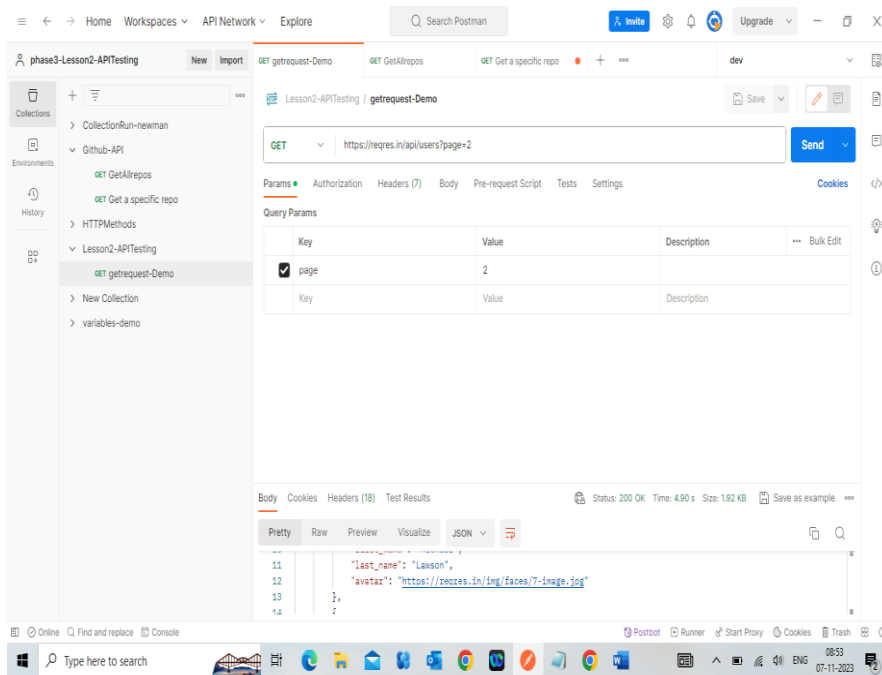 Home Workspaces API Network Explore Search Postman Invite Upgrade
phase3-Lesson2-APITesting New Import GET getrequest-Demo GET GetAllrepos GET Get a specific repo dev
Collections
Environments
History
CollectionRun-newman
Github-API
GET GetAllrepos
GET Get a specific repo
HTTPMethods
Lesson2-APITesting
GET getrequest-Demo
New Collection
variables-demo
HTTP Lesson2-APITesting / getrequest-Demo Save
GET https://reqres.in/api/users?page=2 Send
Params Authorization Headers (7) Body Pre-request Script Tests Settings Cookies
Query Params
Key Value Description Bulk Edit
page 2
Key Value Description
Body Cookies Headers (18) Test Results Status: 200 OK Time: 4.90 s Size: 1.92 KB Save as example
Pretty Raw Preview Visualize JSON
11 "last_name": "Lawson",
12 "avatar": "https://reqres.in/img/faces/7-image.jpg"
13 },
14 {
Online Find and replace Console Postbot Runner Start Proxy Cookies Trash
Type here to search ENG 08:53
07-11-2023 2